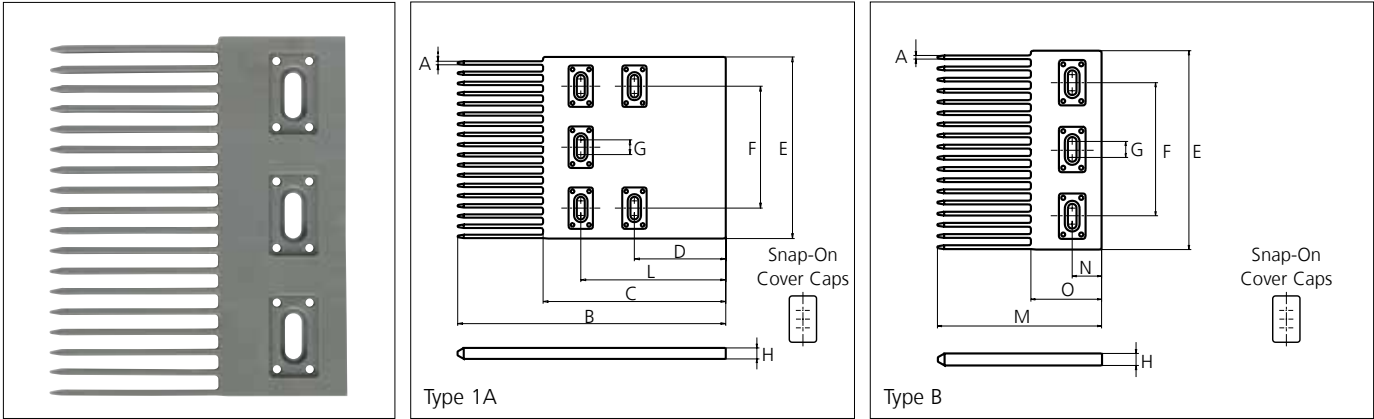 A
G
F
E
D
L
C
B
H
Snap-On
Cover Caps
Type 1A
A
G
F
E
N
O
M
H
Snap-On
Cover Caps
Type B